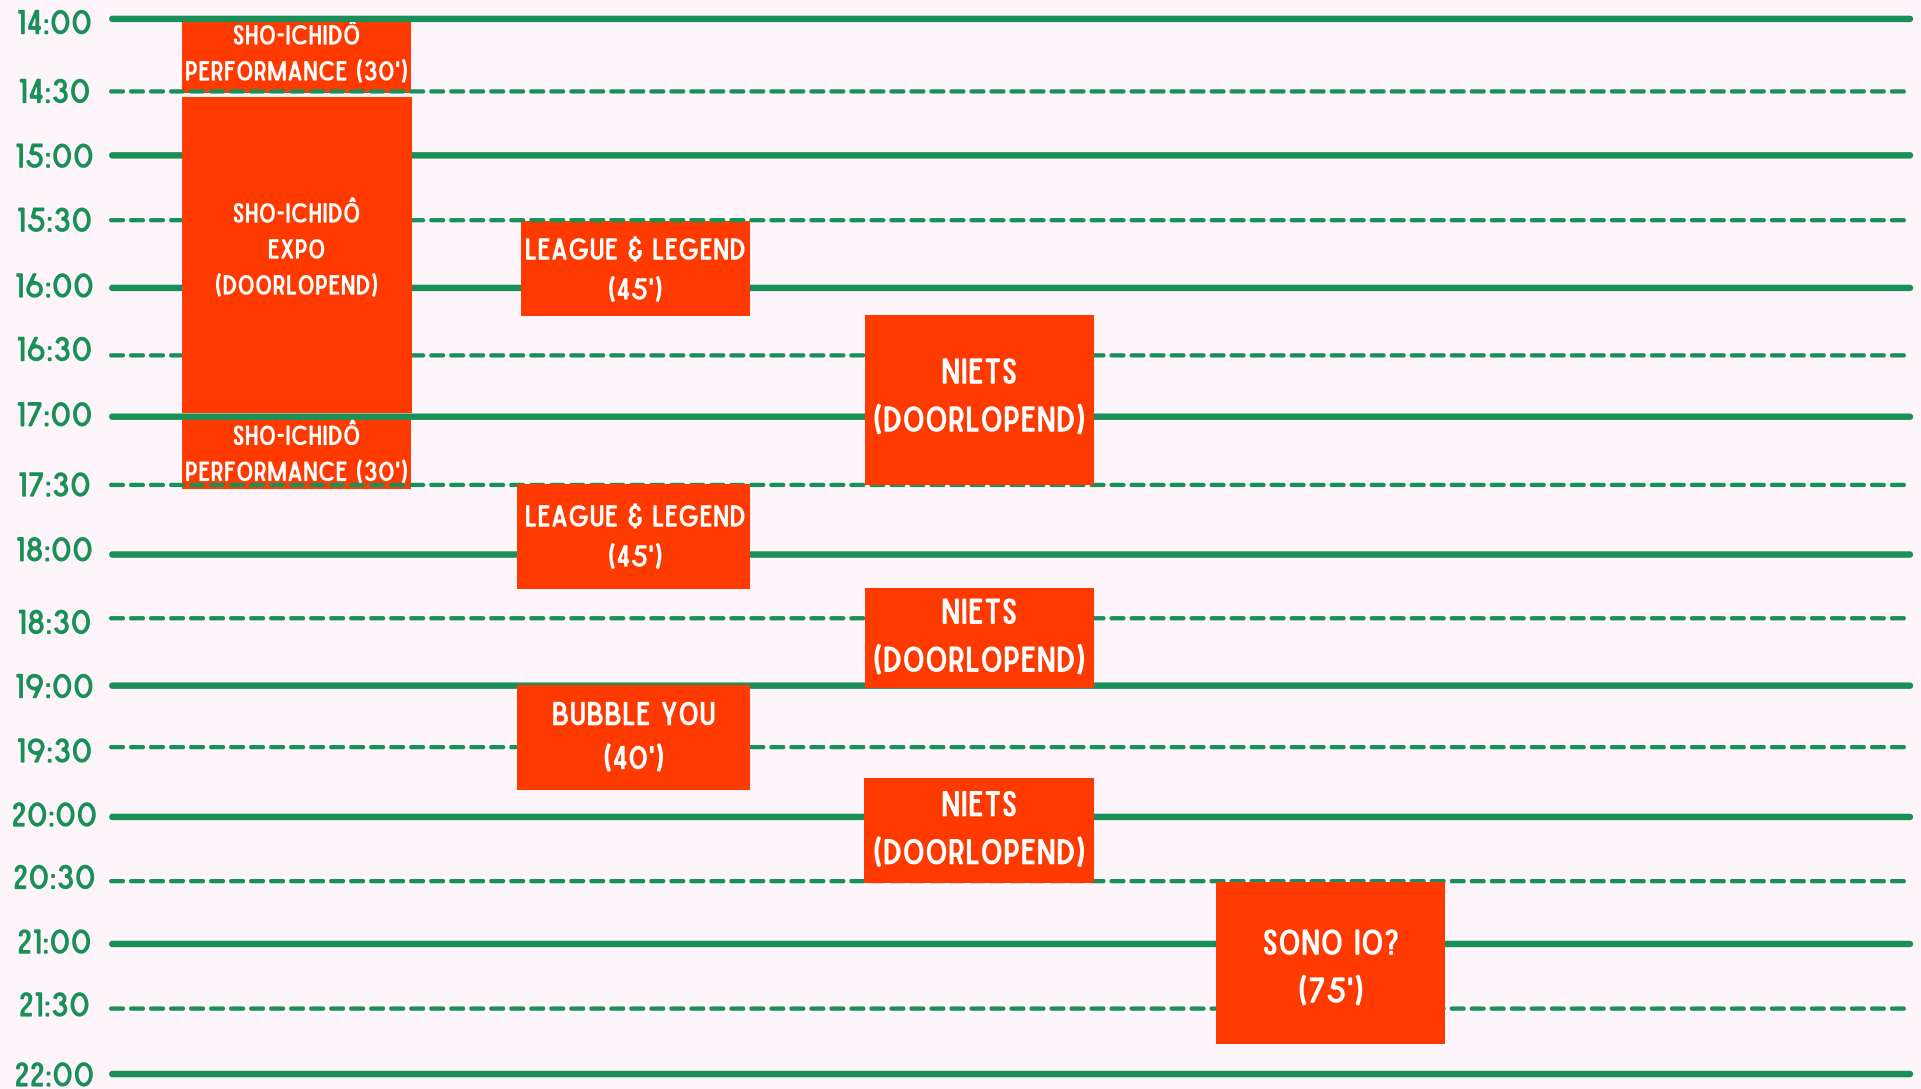 14:00
SHO-ICHIDÔ
PERFORMANCE (30')
14:30
15:00
SHO-ICHIDÔ
EXPO
(DOORLOPEND)
15:30
LEAGUE & LEGEND
(45')
16:00
16:30
NIETS
(DOORLOPEND)
17:00
SHO-ICHIDÔ
PERFORMANCE (30')
17:30
LEAGUE & LEGEND
(45')
18:00
18:30
NIETS
(DOORLOPEND)
19:00
BUBBLE YOU
(40')
19:30
20:00
NIETS
(DOORLOPEND)
20:30
21:00
SONO IO?
(75')
21:30
22:00